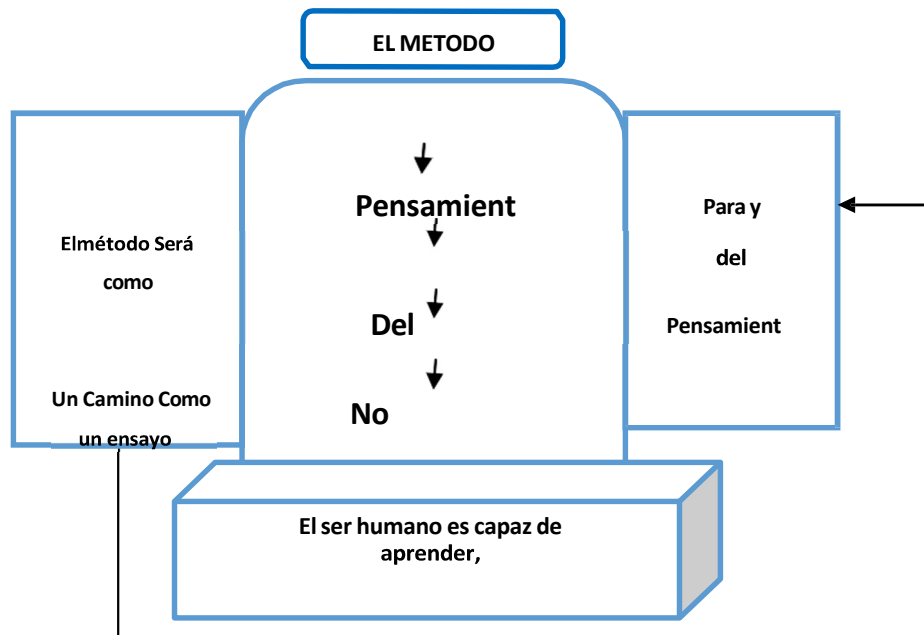 EL METODO
Elmétodo Será
como
Un Camino Como
un ensayo
Pensamient
Del
No
Para y
del
Pensamient
El ser humano es capaz de
aprender,